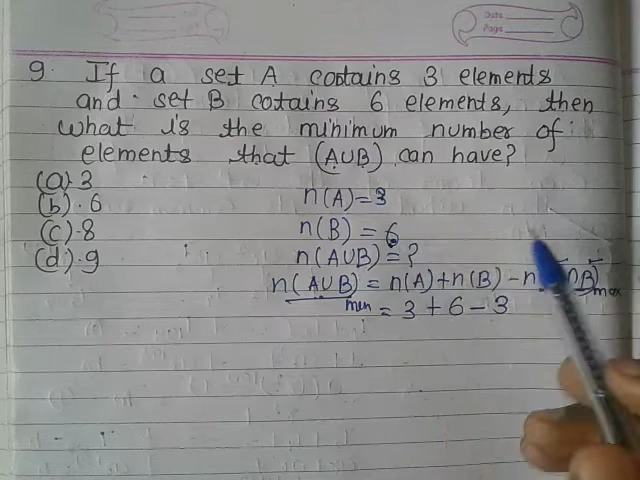 Date
Page
9. If a set A contains 3 elements
and set B cotains 6 elements, then
what is the minimum number of
elements that (A∪B) can have?
(a) 3
(b) 6
(c) 8
(d) 9
n(A)=3
n(B) = 6
n(A∪B) = ?
n(A∪B) min = n(A)+n(B) - n ∩B) max
= 3 + 6 - 3